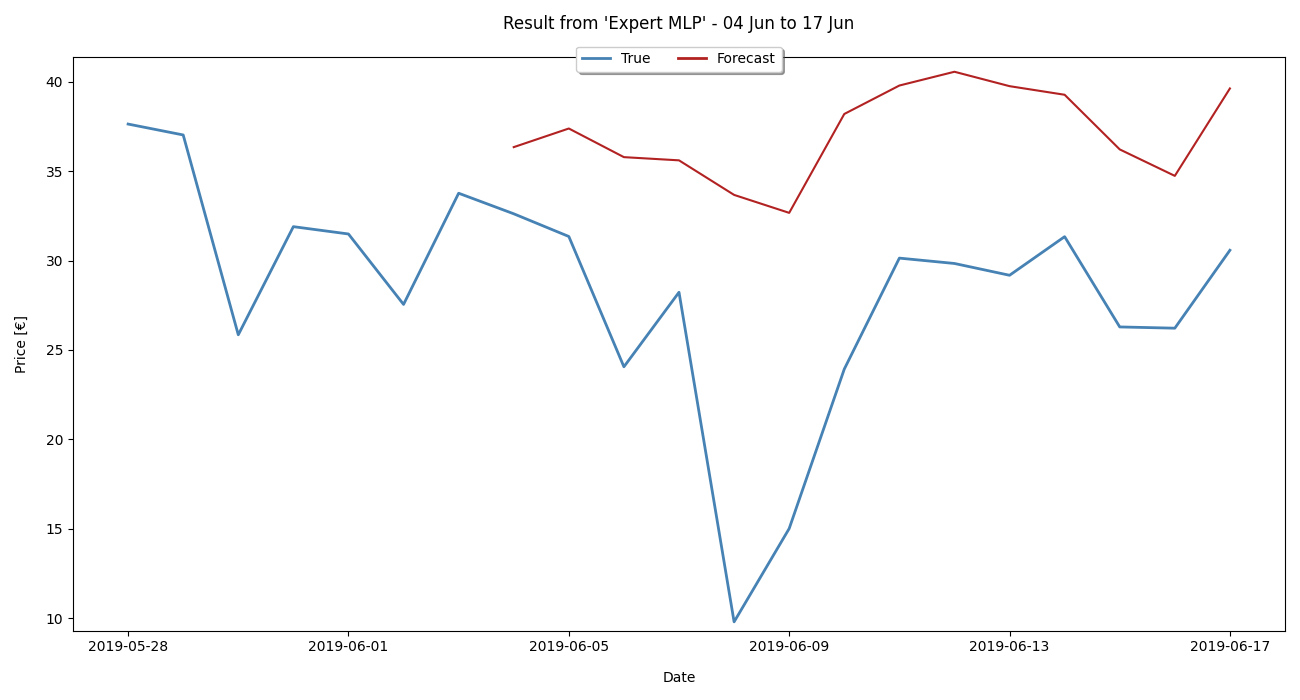 Result from 'Expert MLP' - 04 Jun to 17 Jun
True Forecast
40
35
30
25
20
15
10
Price [€]
2019-05-28 2019-06-01 2019-06-05 2019-06-09 2019-06-13 2019-06-17
Date